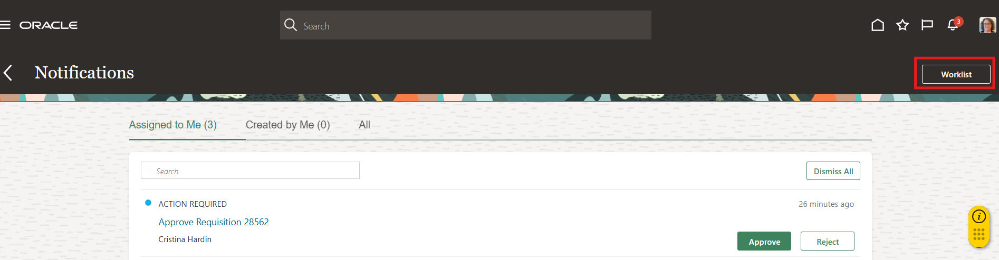 ORACLE
Search
3
Notifications
Worklist
Assigned to Me (3)
Created by Me (0)
All
Search
Dismiss All
ACTION REQUIRED
26 minutes ago
Approve Requisition 28562
Cristina Hardin
Approve
Reject
i